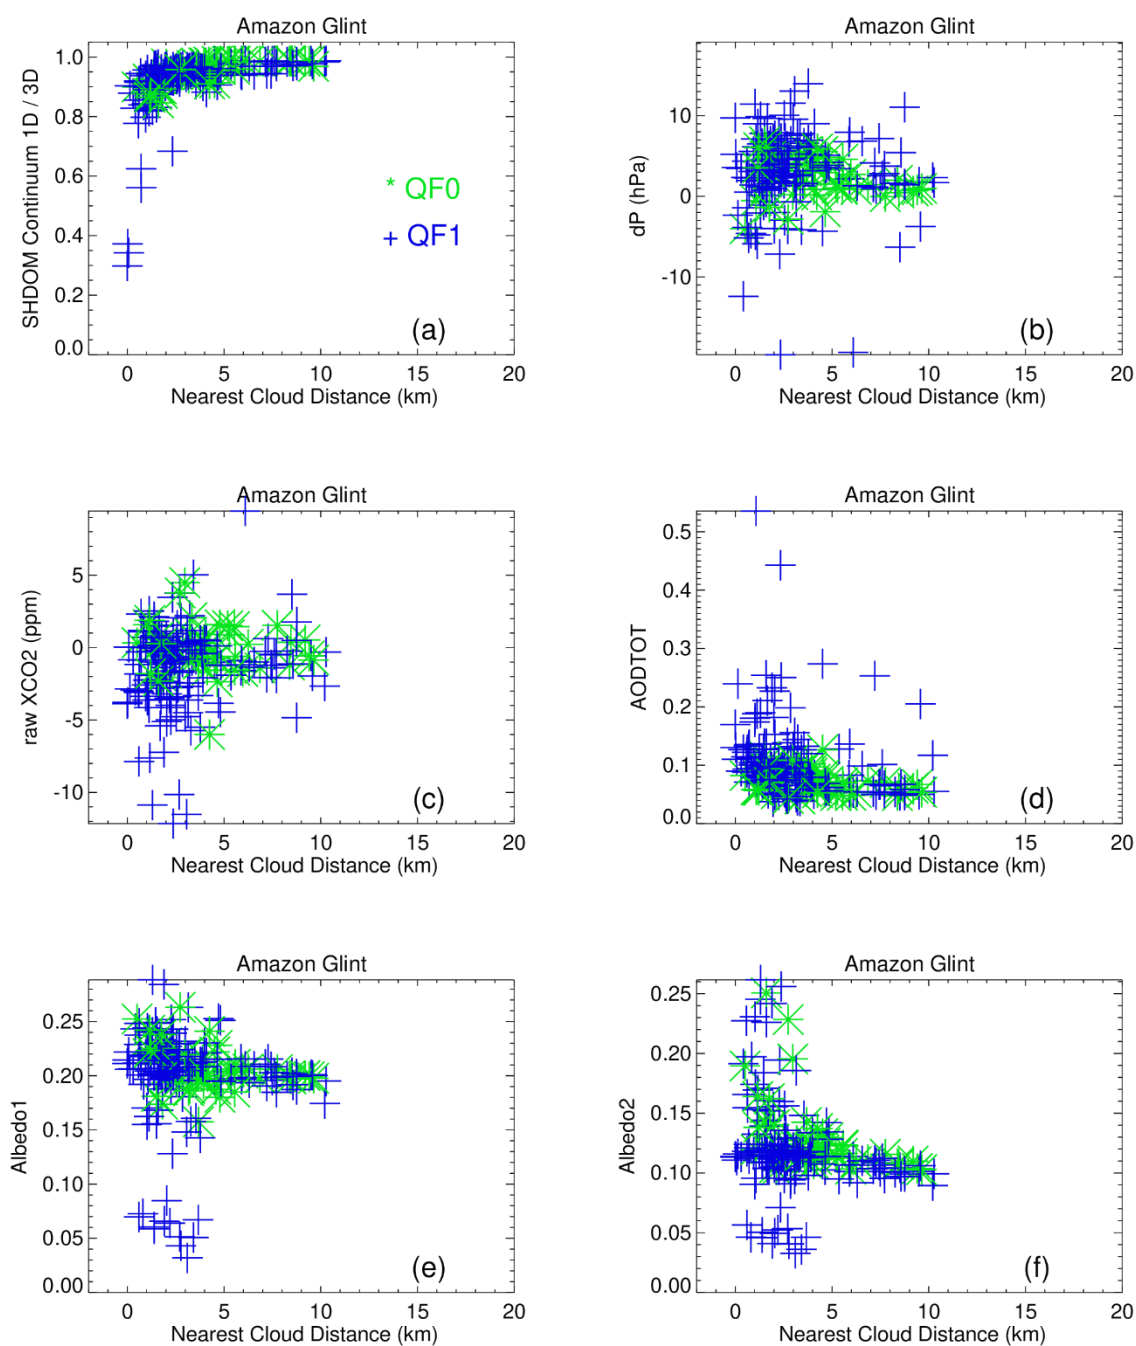 Amazon Glint
SHDOM Continuum 1D / 3D
1.0
0.8
0.6
0.4
0.2
0.0
* QF0
+ QF1
(a)
0 5 10 15 20
Nearest Cloud Distance (km)
Amazon Glint
dP (hPa)
10
0
-10
(b)
0 5 10 15 20
Nearest Cloud Distance (km)
Amazon Glint
raw XCO2 (ppm)
5
0
-5
-10
(c)
0 5 10 15 20
Nearest Cloud Distance (km)
Amazon Glint
AODTOT
0.5
0.4
0.3
0.2
0.1
0.0
(d)
0 5 10 15 20
Nearest Cloud Distance (km)
Amazon Glint
Albedo1
0.25
0.20
0.15
0.10
0.05
0.00
(e)
0 5 10 15 20
Nearest Cloud Distance (km)
Amazon Glint
Albedo2
0.25
0.20
0.15
0.10
0.05
0.00
(f)
0 5 10 15 20
Nearest Cloud Distance (km)